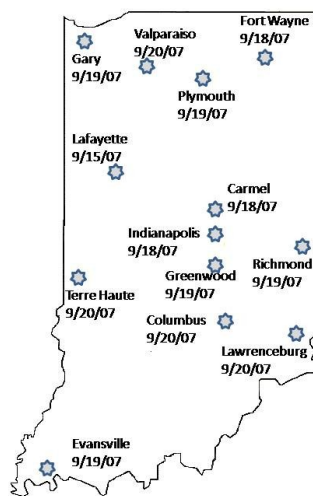 Fort Wayne
9/18/07
Valparaiso
9/20/07
Gary
9/19/07
Plymouth
9/19/07
Lafayette
9/15/07
Carmel
9/18/07
Indianapolis
9/18/07
Richmond
9/19/07
Greenwood
9/19/07
Terre Haute
9/20/07
Columbus
9/20/07
Lawrenceburg
9/20/07
Evansville
9/19/07